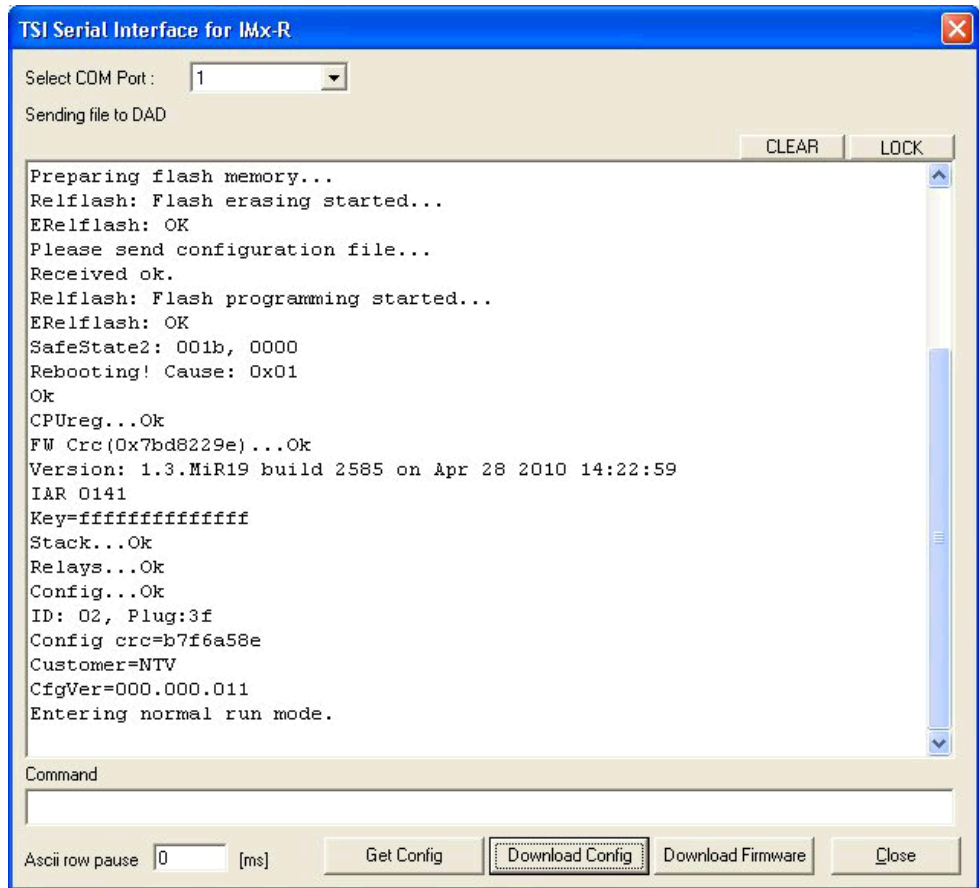 TSI Serial Interface for IMx-R
Select COM Port : 1
Sending file to DAD
CLEAR LOCK
Preparing flash memory...
Relflash: Flash erasing started...
ERelflash: OK
Please send configuration file...
Received ok.
Relflash: Flash programming started...
ERelflash: OK
SafeState2: 001b, 0000
Rebooting! Cause: 0x01
Ok
CPUreg...Ok
FW Crc(0x7bd8229e)...Ok
Version: 1.3.MiR19 build 2585 on Apr 28 2010 14:22:59
IAR 0141
Key=ffffffffffffff
Stack...Ok
Relays...Ok
Config...Ok
ID: 02, Plug:3f
Config crc=b7f6a58e
Customer=NTV
CfgVer=000.000.011
Entering normal run mode.
Command
Ascii row pause 0 [ms] Get Config Download Config Download Firmware Close